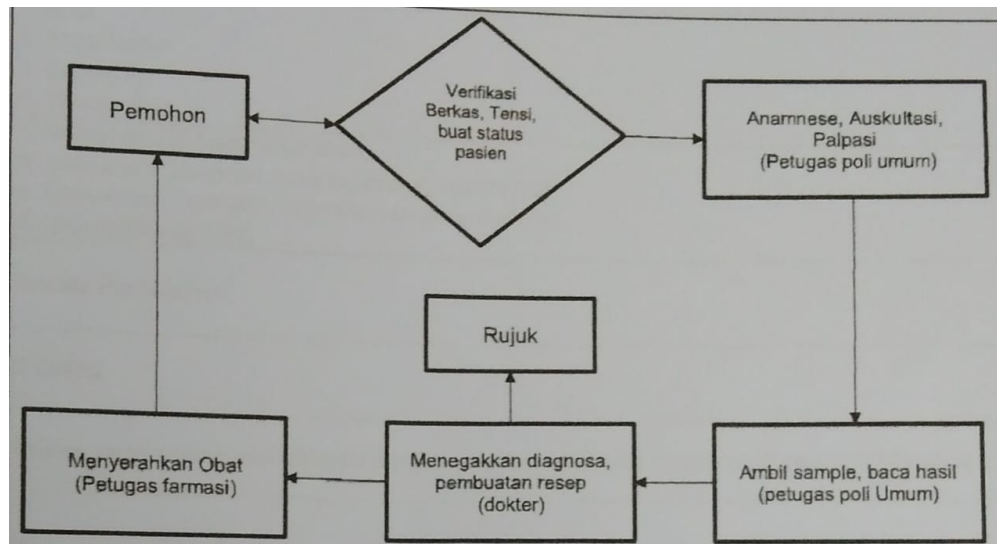 Pemohon
Verifikasi
Berkas, Tensi,
buat status
pasien
Anamnese, Auskultasi,
Palpasi
(Petugas poli umum)
Rujuk
Menyerahkan Obat
(Petugas farmasi)
Menegakkan diagnosa,
pembuatan resep
(dokter)
Ambil sample, baca hasil
(petugas poli Umum)